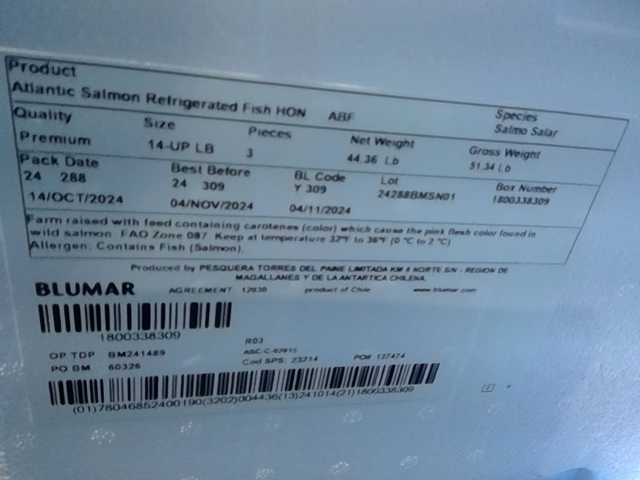 Product
Atlantic Salmon Refrigerated Fish HON ABF
Species
Salmo Salar
Quality Size Pieces Net Weight Gross Weight
Premium 14-UP LB 3 44.36 Lb 51.34 Lb
Pack Date Best Before BL Code Lot Box Number
24 288 24 309 Y 309 24288BMSN01 1800338309
14/OCT/2024 04/NOV/2024 04/11/2024
Farm raised with feed containing carotenes (color) which cause the pink flesh color found in
wild salmon. FAO Zone 087. Keep at temperature 32°F to 36°F (0 °C to 2 °C)
Allergen: Contains Fish (Salmon)
Produced by PESQUERA TORRES DEL PAINE LIMITADA KM 8 NORTE S/N - REGION DE
MAGALLANES Y DE LA ANTARTICA CHILENA.
BLUMAR AGREEMENT 12030 product of Chile www.blumar.com
1800338309
R03
OP TDP BM241489
Cod SPS: 23214 PO# 137474
PO BM 60326
(01)78046852400190(3202)004436(13)241014(21)1800338309